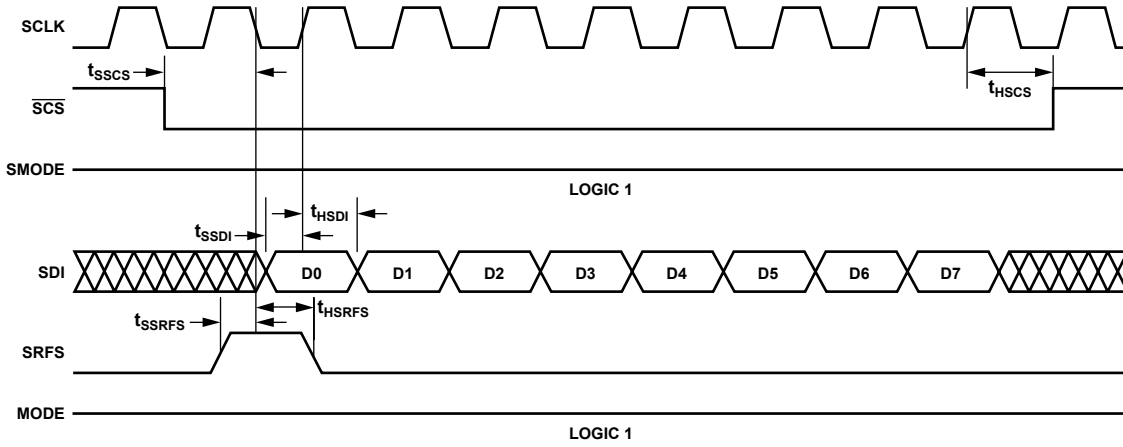 SCLK
tSSCS
tHSCS
SCS
SMODE
LOGIC 1
tHSDI
tSSDI
SDI
D0 D1 D2 D3 D4 D5 D6 D7
tHSRFS
tSSRFS
SRFS
MODE
LOGIC 1